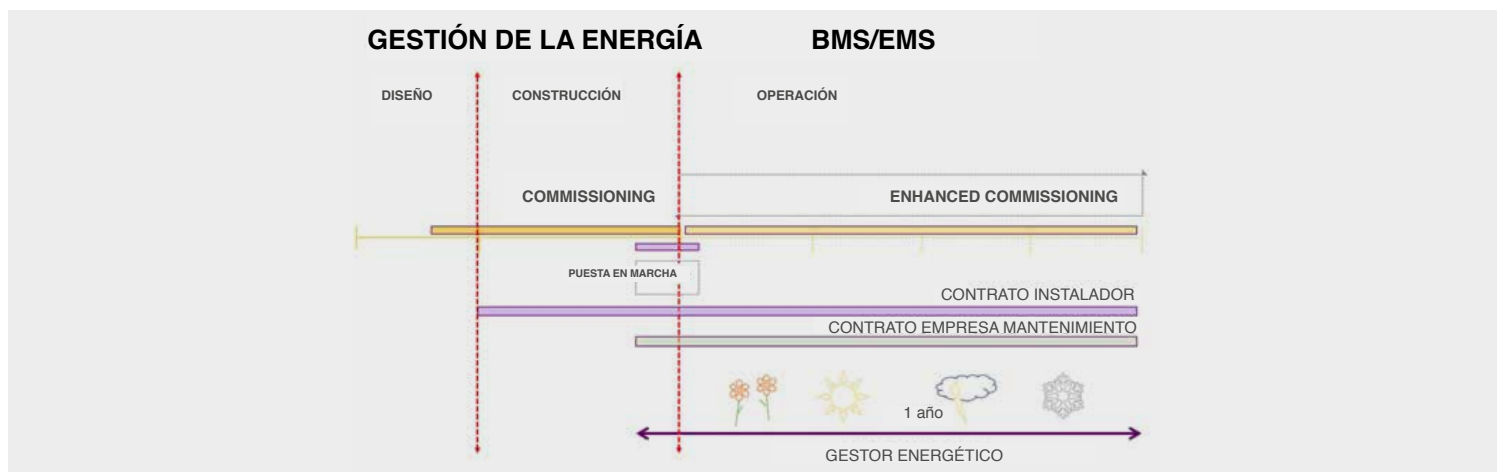 GESTIÓN DE LA ENERGÍA BMS/EMS
DISEÑO CONSTRUCCIÓN OPERACIÓN
COMMISSIONING ENHANCED COMMISSIONING
PUESTA EN MARCHA
CONTRATO INSTALADOR
CONTRATO EMPRESA MANTENIMIENTO
1 año
GESTOR ENERGÉTICO